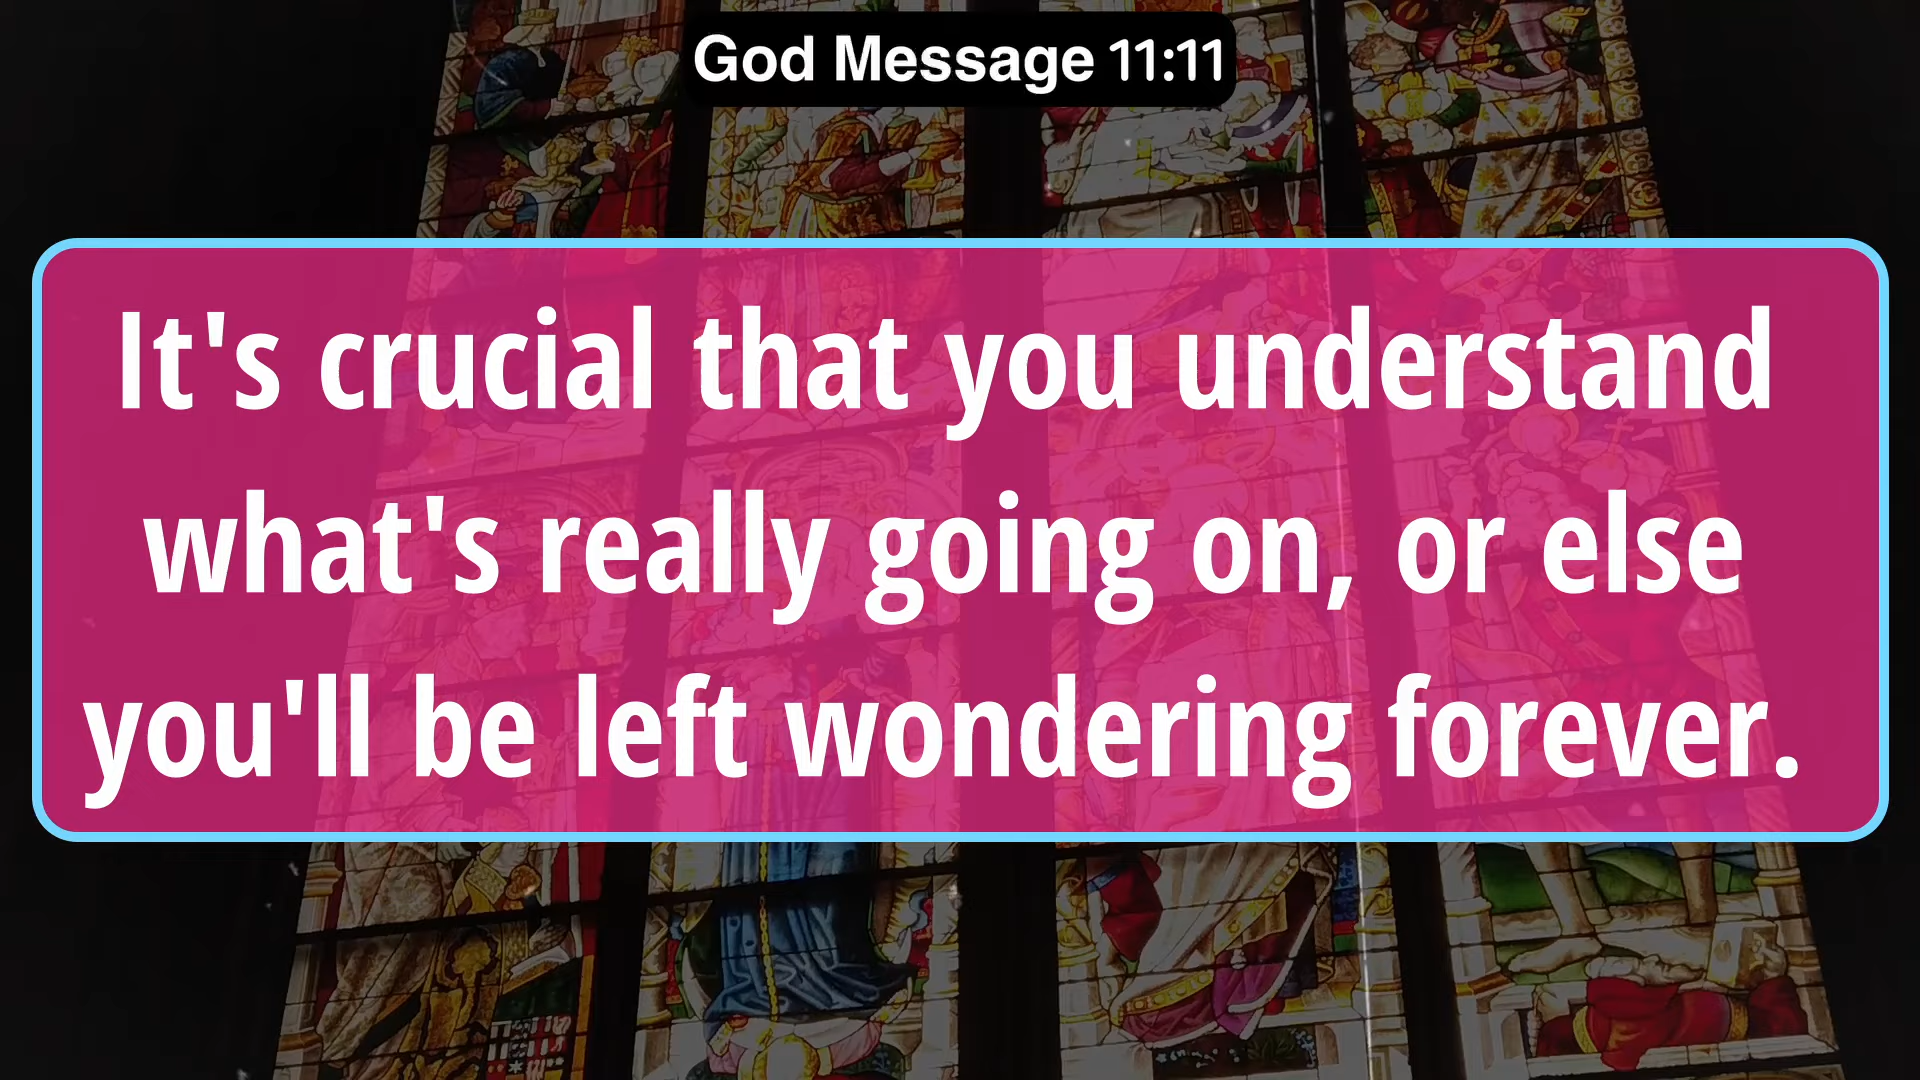 God Message 11:11
It's crucial that you understand
what's really going on, or else
you'll be left wondering forever.